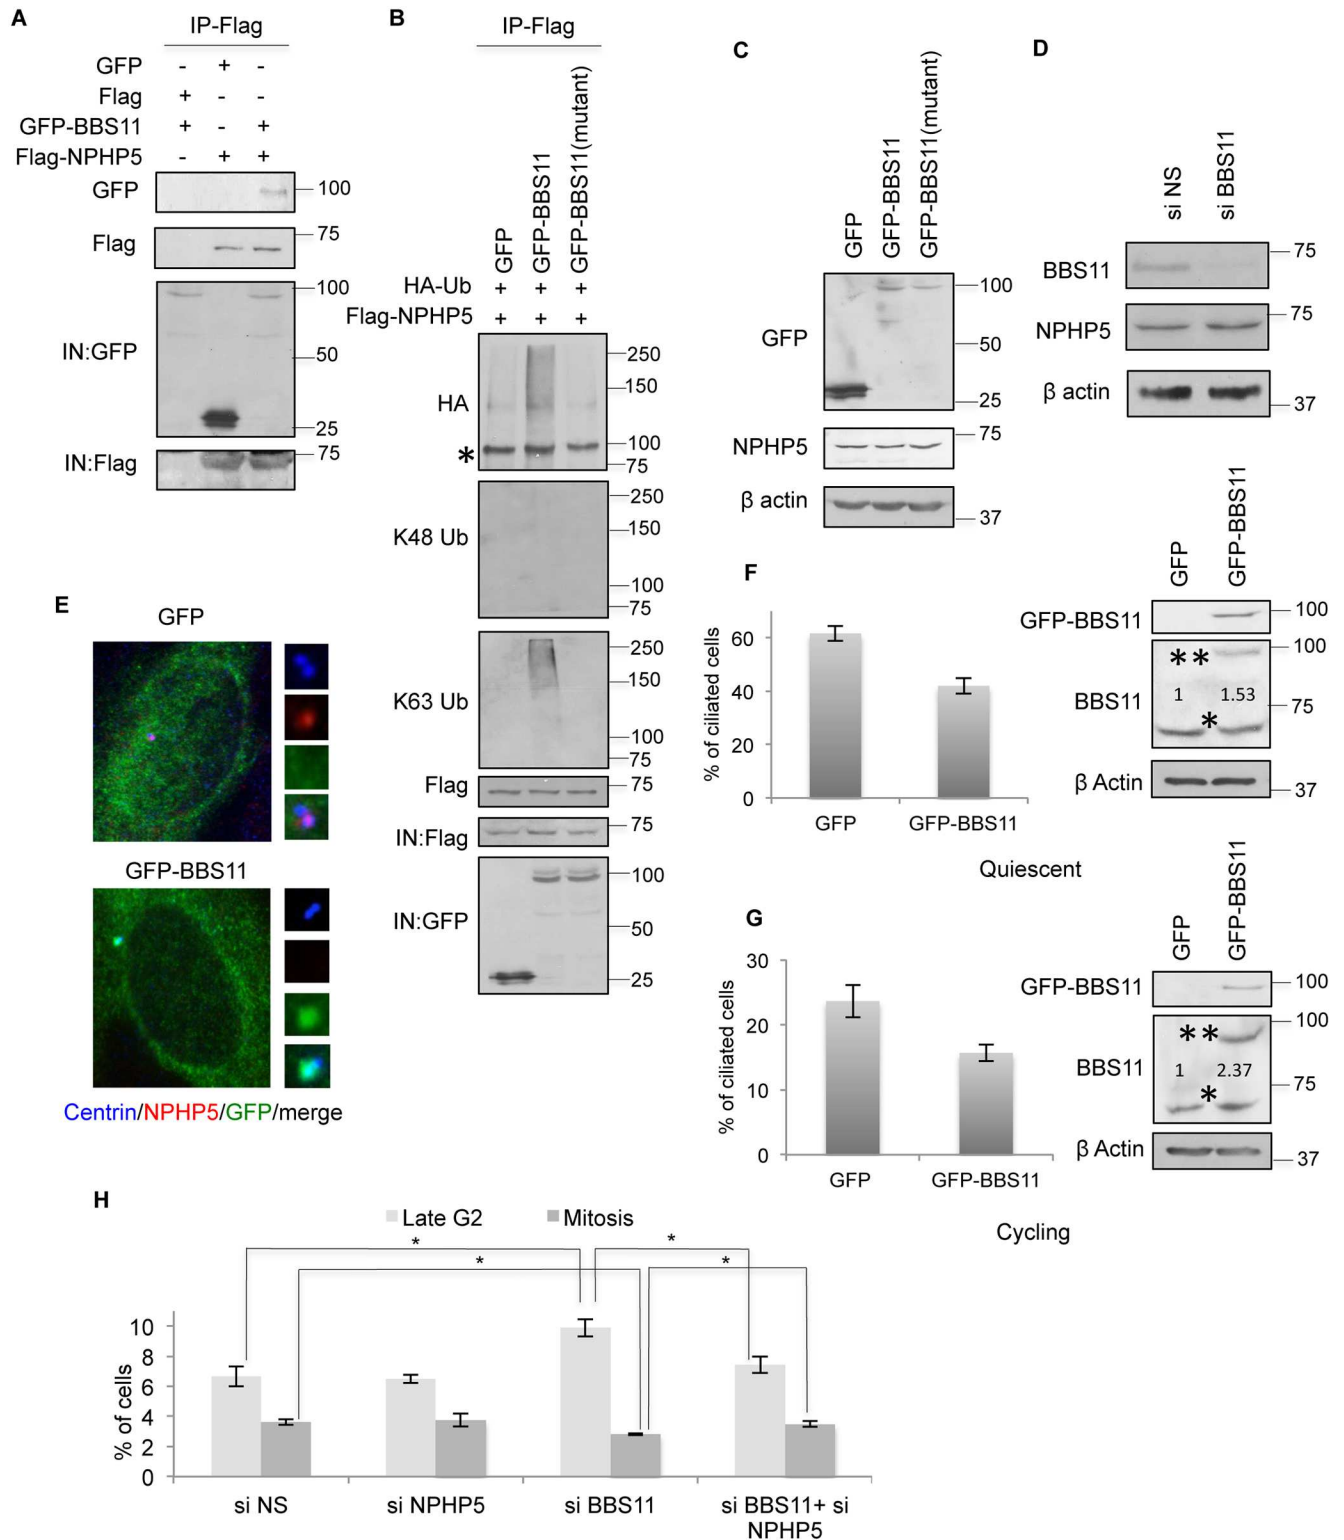 A
IP-Flag
GFP - + -
Flag + - -
GFP-BBS11 + - +
Flag-NPHP5 - + +
GFP
100
Flag
75
IN:GFP
100
50
25
IN:Flag
75
B
IP-Flag
GFP
GFP-BBS11
GFP-BBS11(mutant)
HA-Ub + + +
Flag-NPHP5 + + +
HA
250
150
100
75
*
K48 Ub
250
150
100
75
K63 Ub
250
150
100
75
Flag
75
IN:Flag
75
IN:GFP
100
50
25
C
GFP
GFP-BBS11
GFP-BBS11(mutant)
GFP
100
50
25
NPHP5
75
β actin
37
D
si NS
si BBS11
BBS11
75
NPHP5
75
β actin
37
E
GFP
GFP-BBS11
Centrin/NPHP5/GFP/merge
F
% of ciliated cells
60
40
20
0
GFP
GFP-BBS11
Quiescent
GFP
GFP-BBS11
GFP-BBS11
100
BBS11
100
**
1
1.53
75
*
β Actin
37
G
% of ciliated cells
30
20
10
0
GFP
GFP-BBS11
Cycling
GFP
GFP-BBS11
GFP-BBS11
100
BBS11
100
**
1
2.37
75
*
β Actin
37
H
Late G2
Mitosis
*
*
*
*
% of cells
10
8
6
4
2
0
si NS
si NPHP5
si BBS11
si BBS11+ si
NPHP5